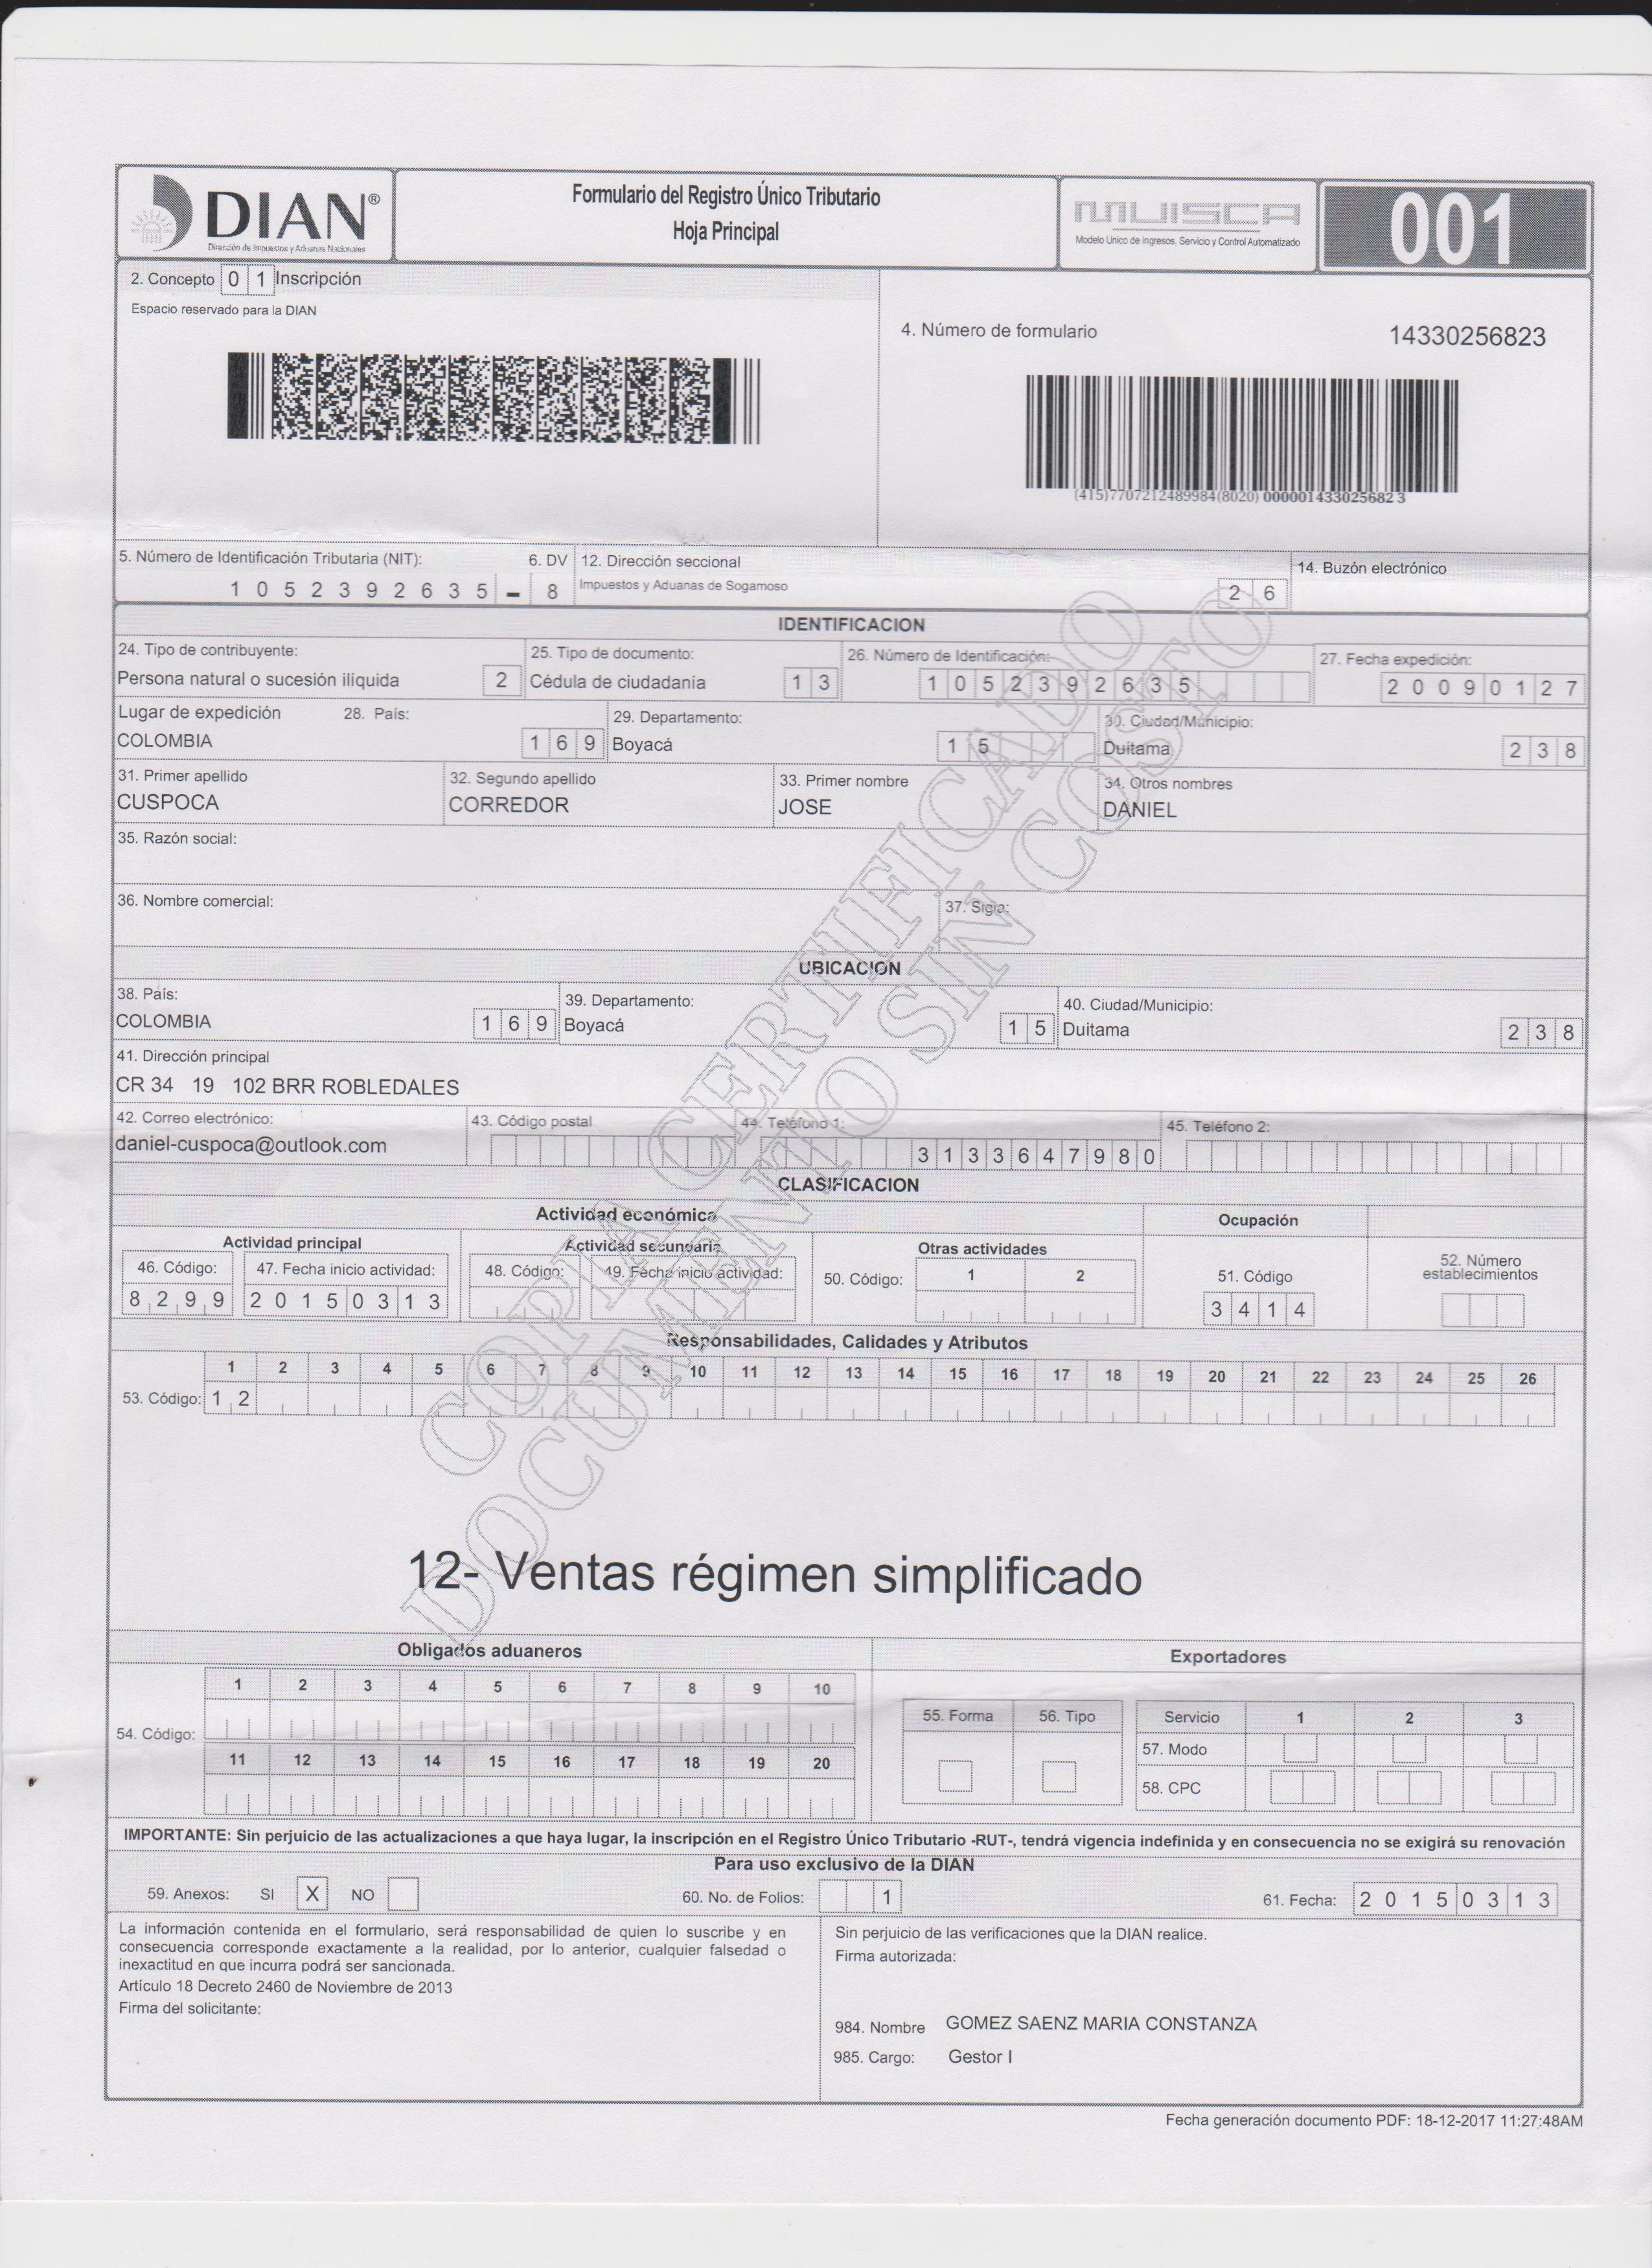 DIAN®
Dirección de Impuestos y Aduanas Nacionales
Formulario del Registro Único Tributario
Hoja Principal
MUISCA
Modelo Unico de Ingresos, Servicio y Control Automatizado
001
2. Concepto 0 1 Inscripción
Espacio reservado para la DIAN
4. Número de formulario 14330256823
(415)7707212489984(8020) 0000014330256823
5. Número de Identificación Tributaria (NIT): 6. DV 12. Dirección seccional 14. Buzón electrónico
1 0 5 2 3 9 2 6 3 5 - 8 Impuestos y Aduanas de Sogamoso 2 6
IDENTIFICACION
24. Tipo de contribuyente: 25. Tipo de documento: 26. Número de Identificación: 27. Fecha expedición:
Persona natural o sucesión ilíquida 2 Cédula de ciudadanía 1 3 1 0 5 2 3 9 2 6 3 5 2 0 0 9 0 1 2 7
Lugar de expedición 28. País: 29. Departamento: 30. Ciudad/Municipio:
COLOMBIA 1 6 9 Boyacá 1 5 Duitama 2 3 8
31. Primer apellido 32. Segundo apellido 33. Primer nombre 34. Otros nombres
CUSPOCA CORREDOR JOSE DANIEL
35. Razón social:
36. Nombre comercial: 37. Sigla:
UBICACION
38. País: 39. Departamento: 40. Ciudad/Municipio:
COLOMBIA 1 6 9 Boyacá 1 5 Duitama 2 3 8
41. Dirección principal
CR 34 19 102 BRR ROBLEDALES
42. Correo electrónico: 43. Código postal 44. Teléfono 1: 45. Teléfono 2:
daniel-cuspoca@outlook.com 3 1 3 3 6 4 7 9 8 0
CLASIFICACION
Actividad económica Ocupación
Actividad principal Actividad secundaria Otras actividades 52. Número establecimientos
46. Código: 47. Fecha inicio actividad: 48. Código: 49. Fecha inicio actividad: 50. Código: 1 2 51. Código
8 2 9 9 2 0 1 5 0 3 1 3 3 4 1 4
Responsabilidades, Calidades y Atributos
1 2 3 4 5 6 7 8 9 10 11 12 13 14 15 16 17 18 19 20 21 22 23 24 25 26
53. Código: 1 2
12- Ventas régimen simplificado
COPIA CERTIFICADO
DOCUMENTO SIN COSTO
Obligados aduaneros Exportadores
1 2 3 4 5 6 7 8 9 10
54. Código:
11 12 13 14 15 16 17 18 19 20
55. Forma 56. Tipo Servicio 1 2 3
57. Modo
58. CPC
IMPORTANTE: Sin perjuicio de las actualizaciones a que haya lugar, la inscripción en el Registro Único Tributario -RUT-, tendrá vigencia indefinida y en consecuencia no se exigirá su renovación
Para uso exclusivo de la DIAN
59. Anexos: SI X NO 60. No. de Folios: 1 61. Fecha: 2 0 1 5 0 3 1 3
La información contenida en el formulario, será responsabilidad de quien lo suscribe y en
consecuencia corresponde exactamente a la realidad, por lo anterior, cualquier falsedad o
inexactitud en que incurra podrá ser sancionada.
Artículo 18 Decreto 2460 de Noviembre de 2013
Firma del solicitante:
Sin perjuicio de las verificaciones que la DIAN realice.
Firma autorizada:
984. Nombre GOMEZ SAENZ MARIA CONSTANZA
985. Cargo: Gestor I
Fecha generación documento PDF: 18-12-2017 11:27:48AM